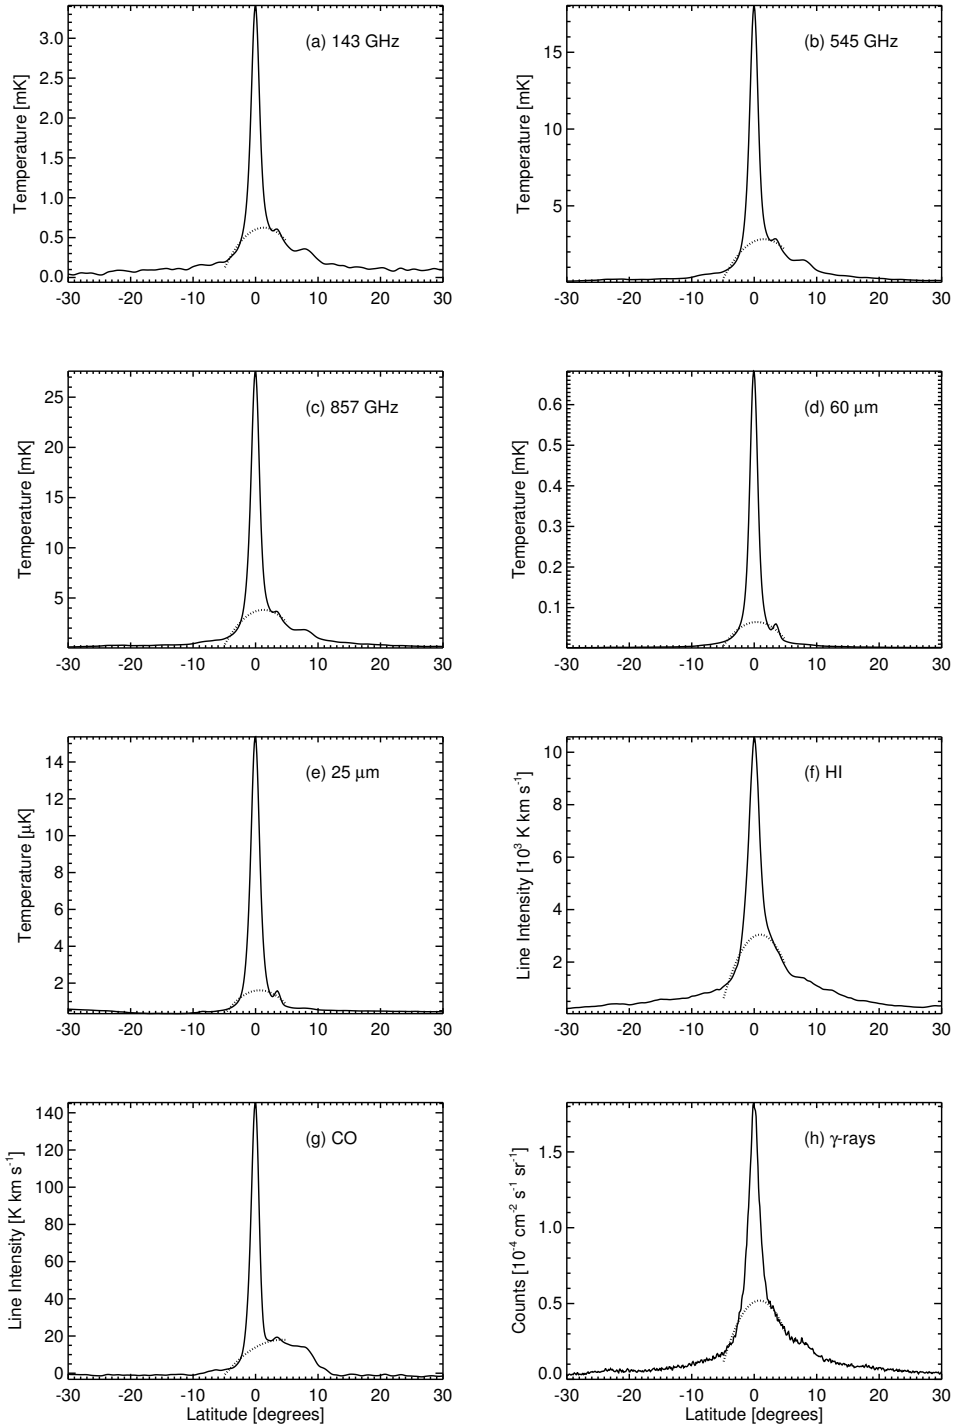 (a) 143 GHz
Temperature [mK]
3.0
2.5
2.0
1.5
1.0
0.5
0.0
-30 -20 -10 0 10 20 30
(b) 545 GHz
Temperature [mK]
15
10
5
-30 -20 -10 0 10 20 30
(c) 857 GHz
Temperature [mK]
25
20
15
10
5
-30 -20 -10 0 10 20 30
(d) 60 μm
Temperature [mK]
0.6
0.5
0.4
0.3
0.2
0.1
-30 -20 -10 0 10 20 30
(e) 25 μm
Temperature [μK]
14
12
10
8
6
4
2
-30 -20 -10 0 10 20 30
(f) HI
Line Intensity [10³ K km s⁻¹]
10
8
6
4
2
-30 -20 -10 0 10 20 30
(g) CO
Line Intensity [K km s⁻¹]
140
120
100
80
60
40
20
0
-30 -20 -10 0 10 20 30
Latitude [degrees]
(h) γ-rays
Counts [10⁻⁴ cm⁻² s⁻¹ sr⁻¹]
1.5
1.0
0.5
0.0
-30 -20 -10 0 10 20 30
Latitude [degrees]